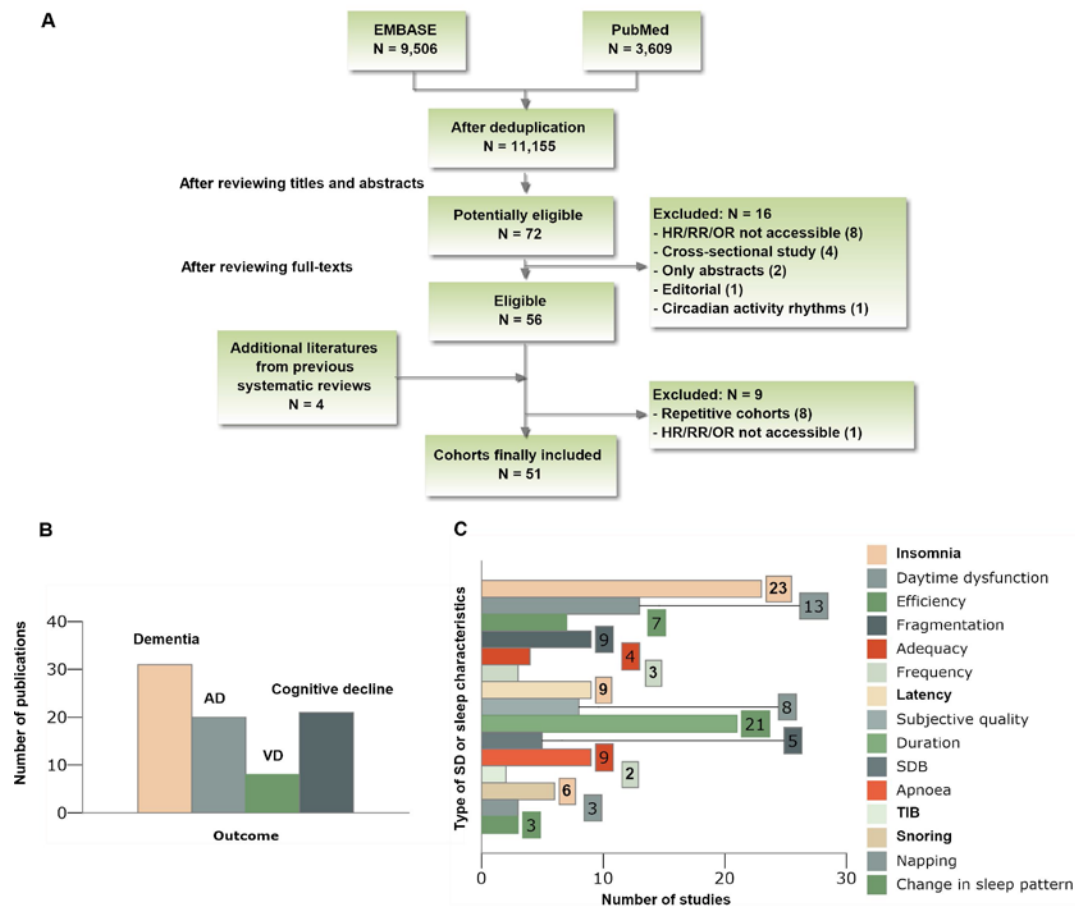 A
EMBASE
N = 9,506
PubMed
N = 3,609
After deduplication
N = 11,155
After reviewing titles and abstracts
Potentially eligible
N = 72
Excluded: N = 16
- HR/RR/OR not accessible (8)
- Cross-sectional study (4)
- Only abstracts (2)
- Editorial (1)
- Circadian activity rhythms (1)
After reviewing full-texts
Eligible
N = 56
Additional literatures
from previous
systematic reviews
N = 4
Excluded: N = 9
- Repetitive cohorts (8)
- HR/RR/OR not accessible (1)
Cohorts finally included
N = 51
B
Number of publications
40
30
20
10
0
Dementia
AD
VD
Cognitive decline
Outcome
C
Type of SD or sleep characteristics
23
13
7
9
4
3
9
8
21
5
9
2
6
3
3
0
10
20
30
Number of studies
Insomnia
Daytime dysfunction
Efficiency
Fragmentation
Adequacy
Frequency
Latency
Subjective quality
Duration
SDB
Apnoea
TIB
Snoring
Napping
Change in sleep pattern